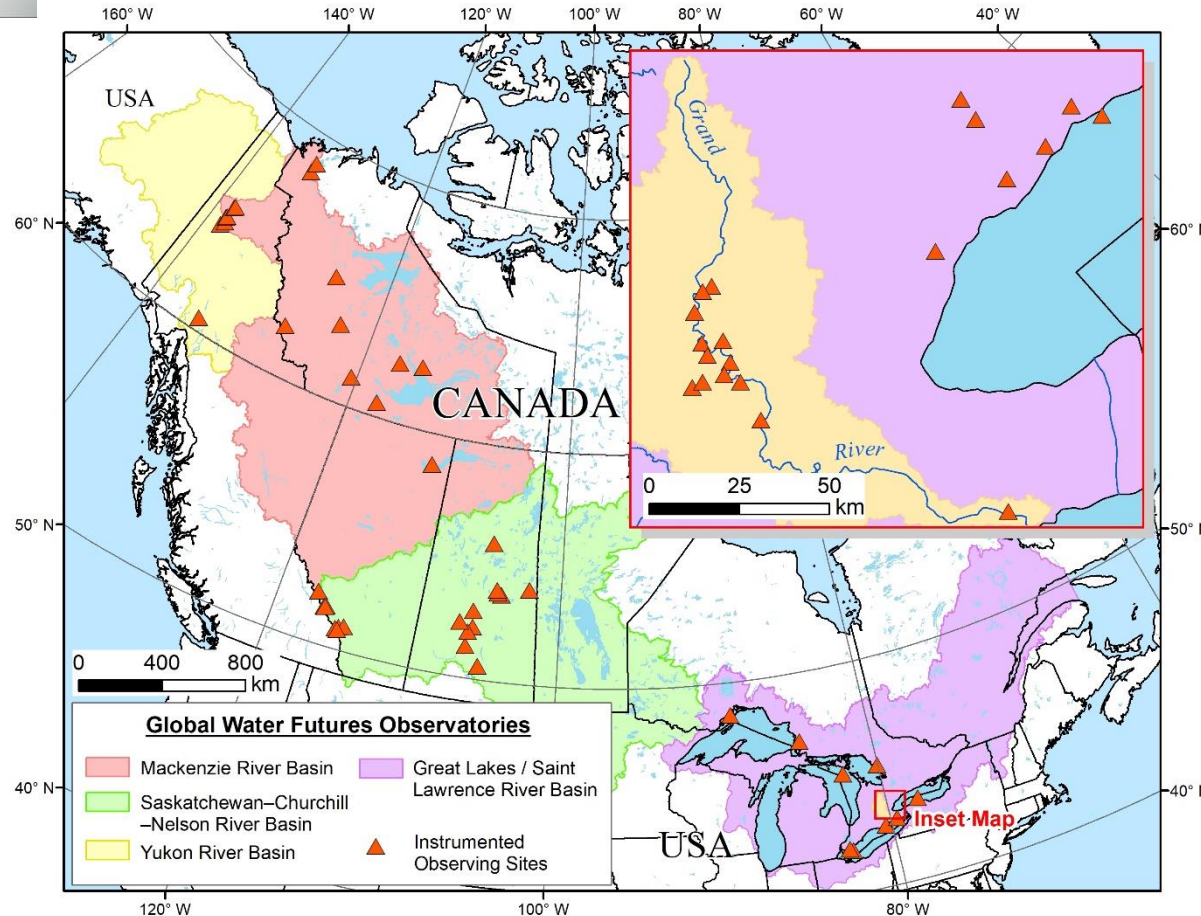 160° W
140° W
120° W
100° W
80° W
60° W
40° W
USA
Grand
River
0 25 50
km
60° N
60° N
CANADA
50° N
50° N
0 400 800
km
Global Water Futures Observatories
Mackenzie River Basin
Saskatchewan–Churchill
–Nelson River Basin
Yukon River Basin
Great Lakes / Saint
Lawrence River Basin
Instrumented
Observing Sites
USA
Inset Map
40° N
40° N
120° W
100° W
80° W